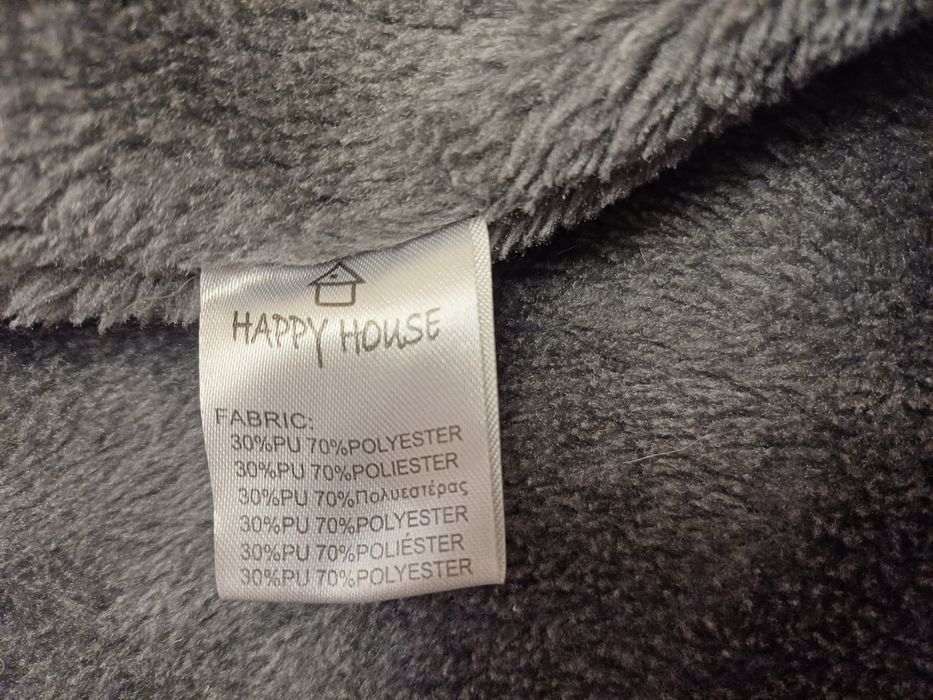 HAPPY HOUSE
FABRIC:
30%PU 70%POLYESTER
30%PU 70%POLIESTER
30%PU 70%Πολυεστέρας
30%PU 70%POLYESTER
30%PU 70%POLIÉSTER
30%PU 70%POLYESTER